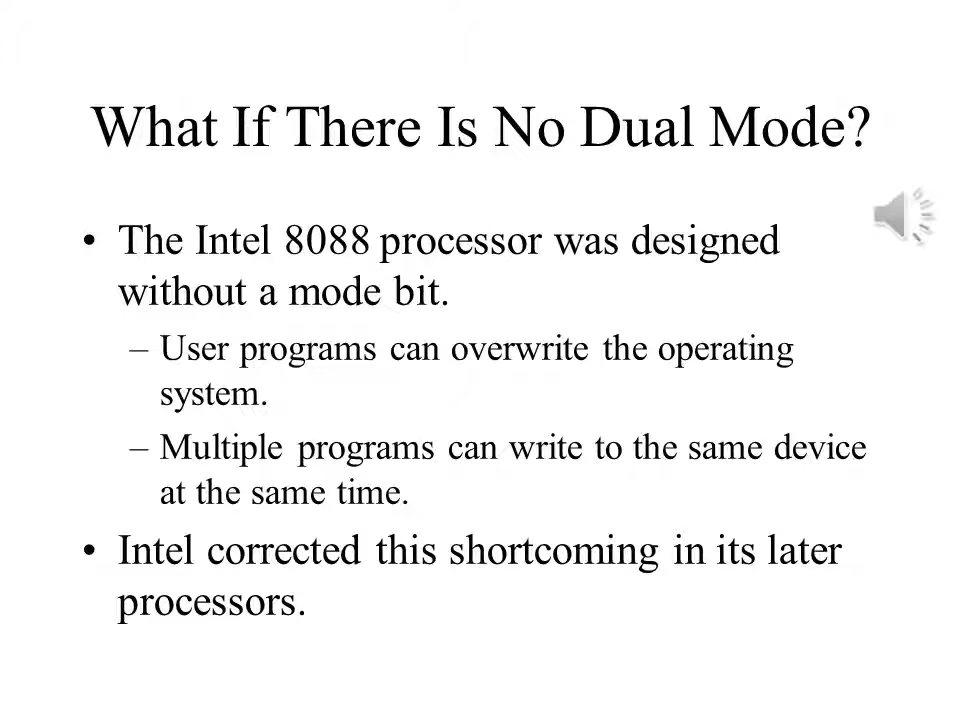 What If There Is No Dual Mode?
• The Intel 8088 processor was designed
without a mode bit.
– User programs can overwrite the operating
system.
– Multiple programs can write to the same device
at the same time.
• Intel corrected this shortcoming in its later
processors.